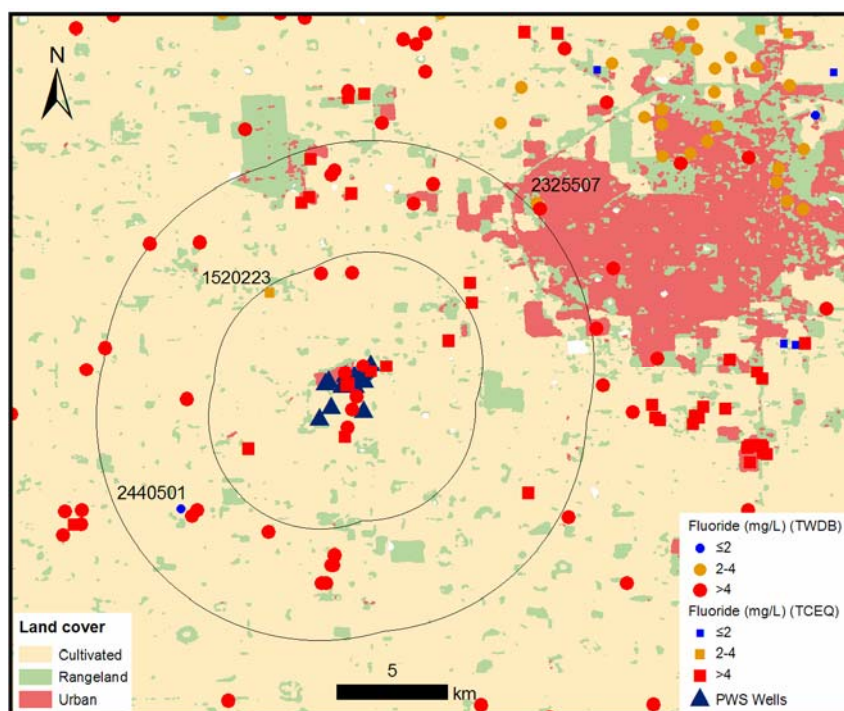 N
2325507
1520223
2440501
Fluoride (mg/L) (TWDB)
≤2
2-4
>4
Fluoride (mg/L) (TCEQ)
≤2
2-4
>4
PWS Wells
Land cover
Cultivated
Rangeland
Urban
5
km